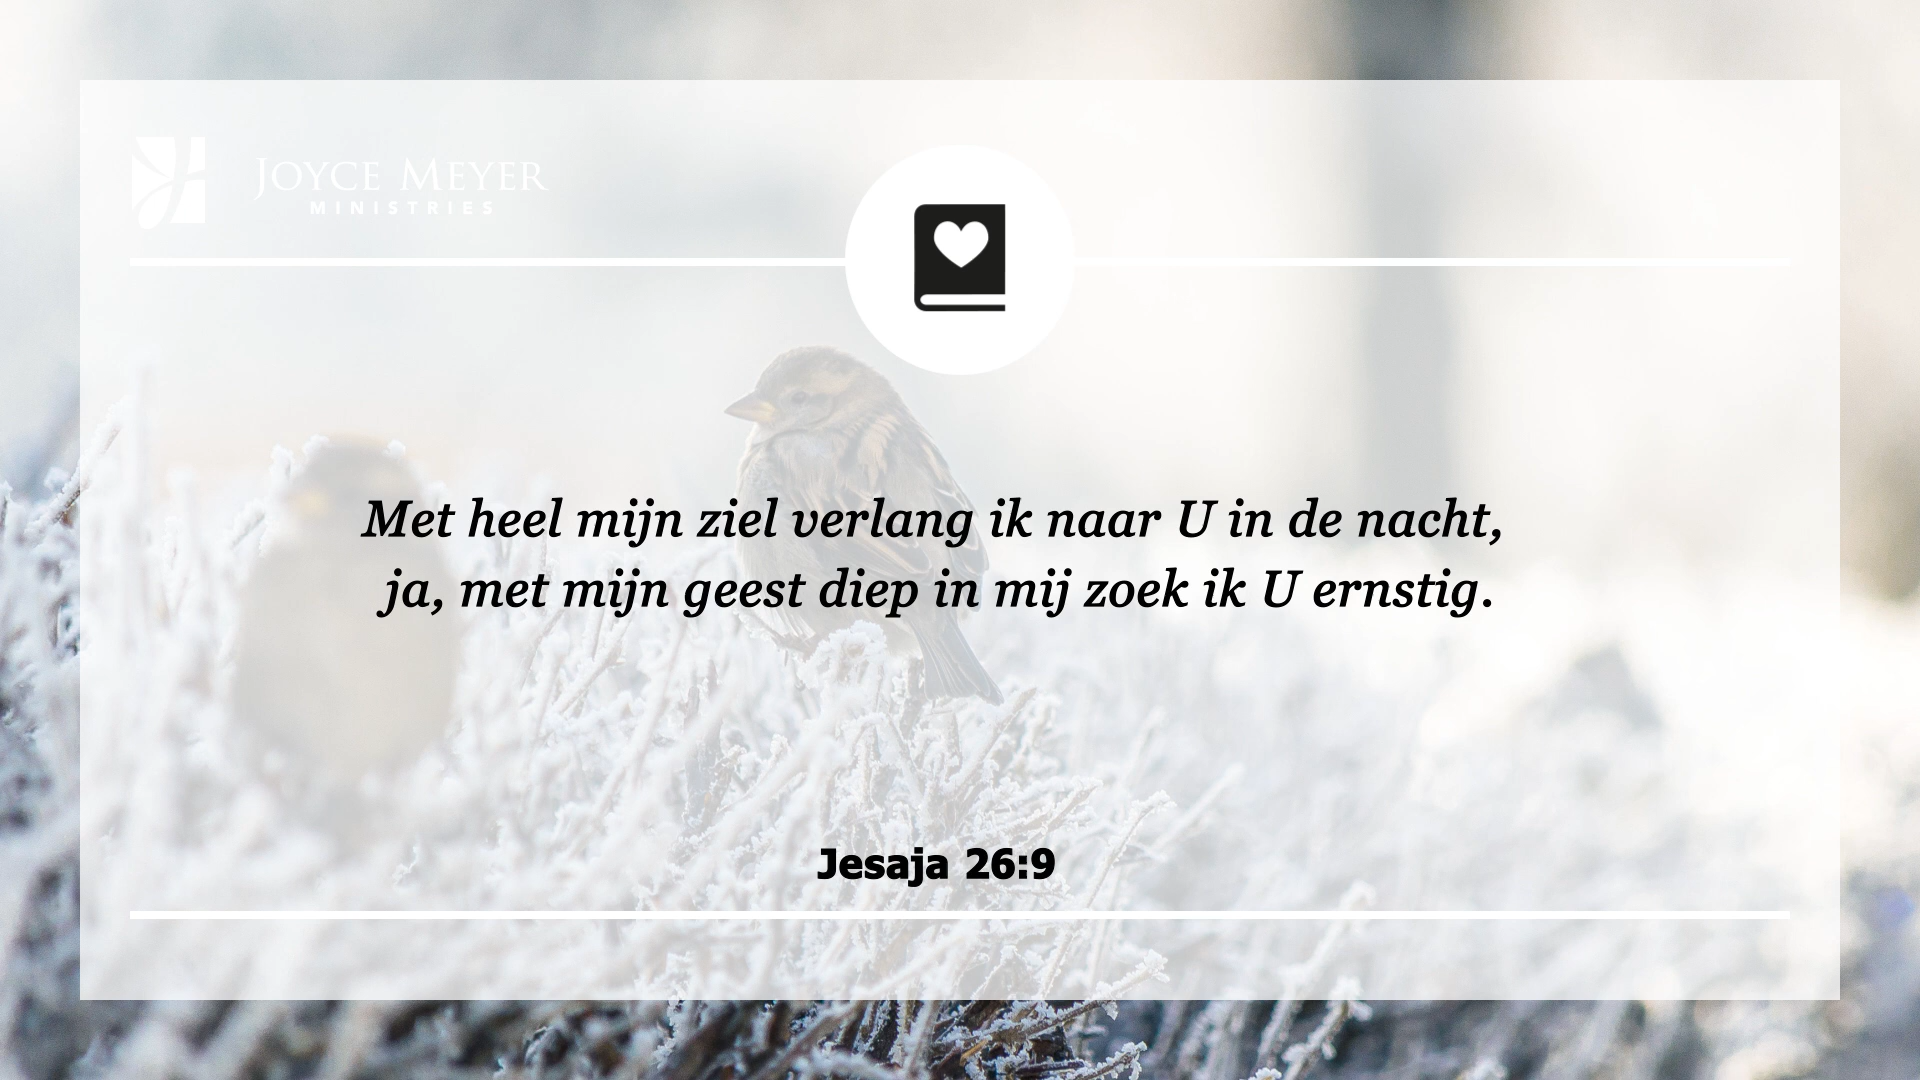 JOYCE MEYER
MINISTRIES
Met heel mijn ziel verlang ik naar U in de nacht,
ja, met mijn geest diep in mij zoek ik U ernstig.
Jesaja 26:9